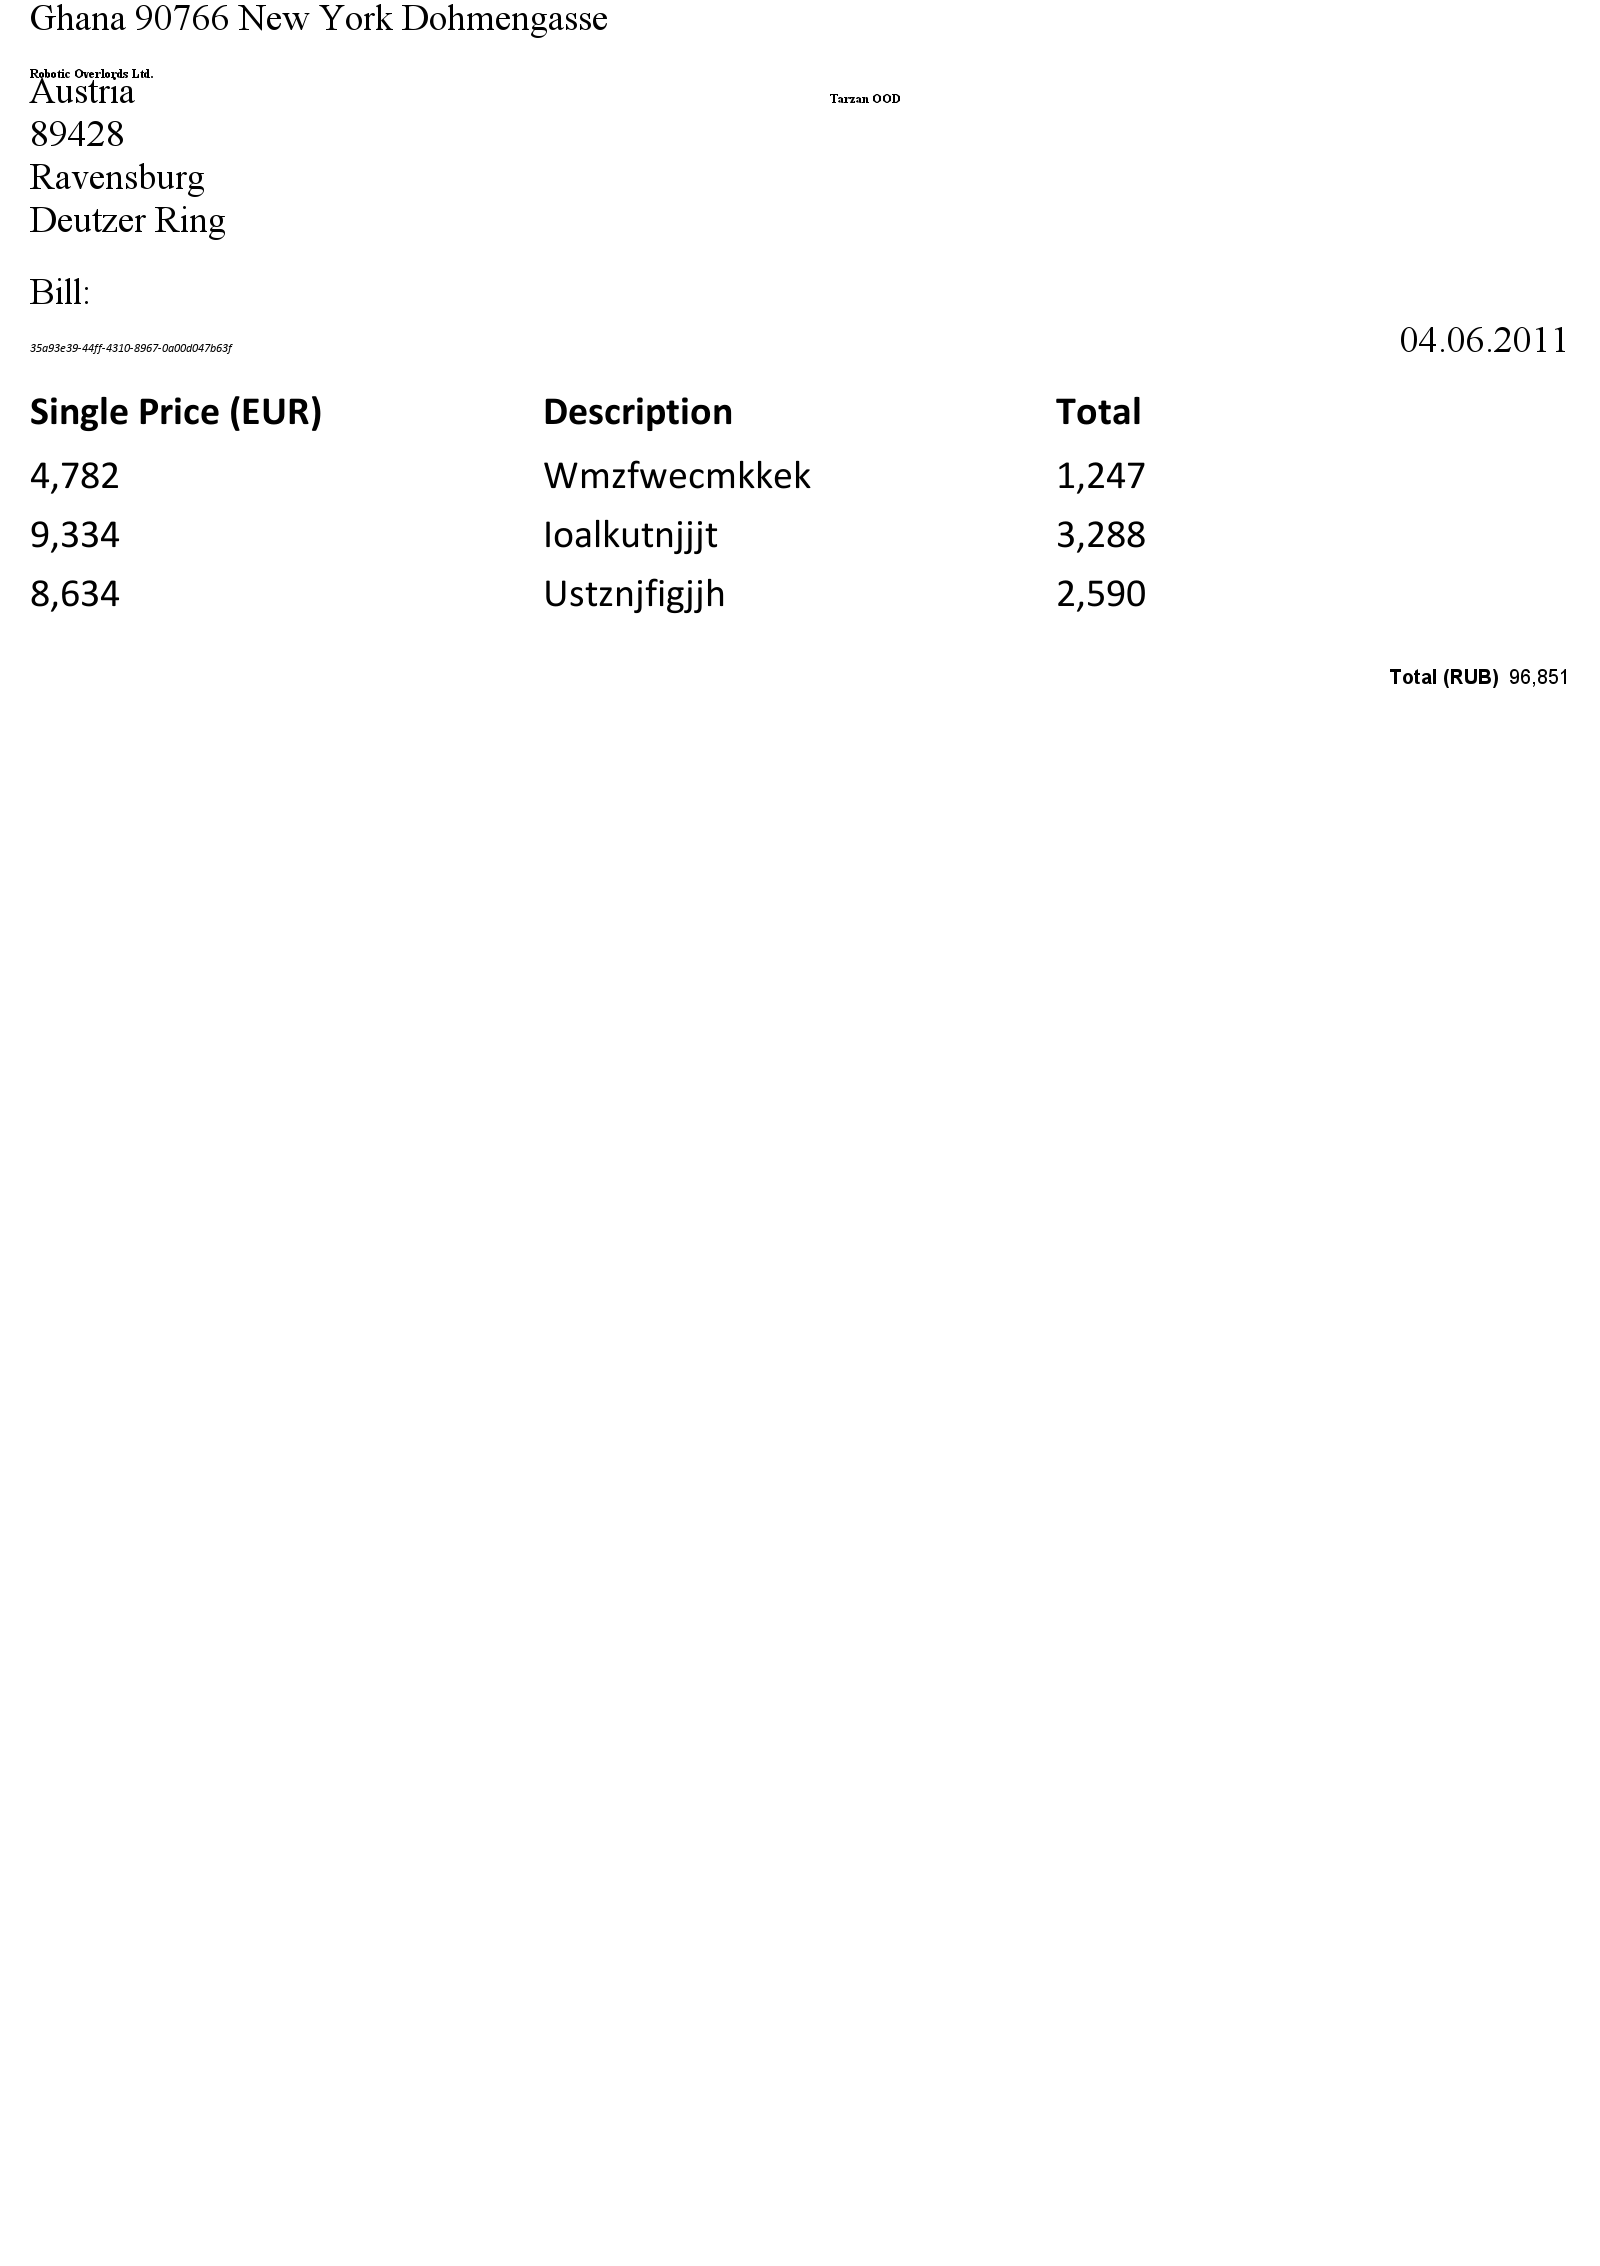 Ghana 90766 New York Dohmengasse
Robotic Overlords Ltd.
Austria
Tarzan OOD
89428
Ravensburg
Deutzer Ring
Bill:
35a93e39-44ff-4310-8967-0a00d047b63f
04.06.2011
Single Price (EUR) Description Total
4,782 Wmzfwecmkkek 1,247
9,334 Ioalkutnjjjt 3,288
8,634 Ustznjfigjjh 2,590
Total (RUB) 96,851